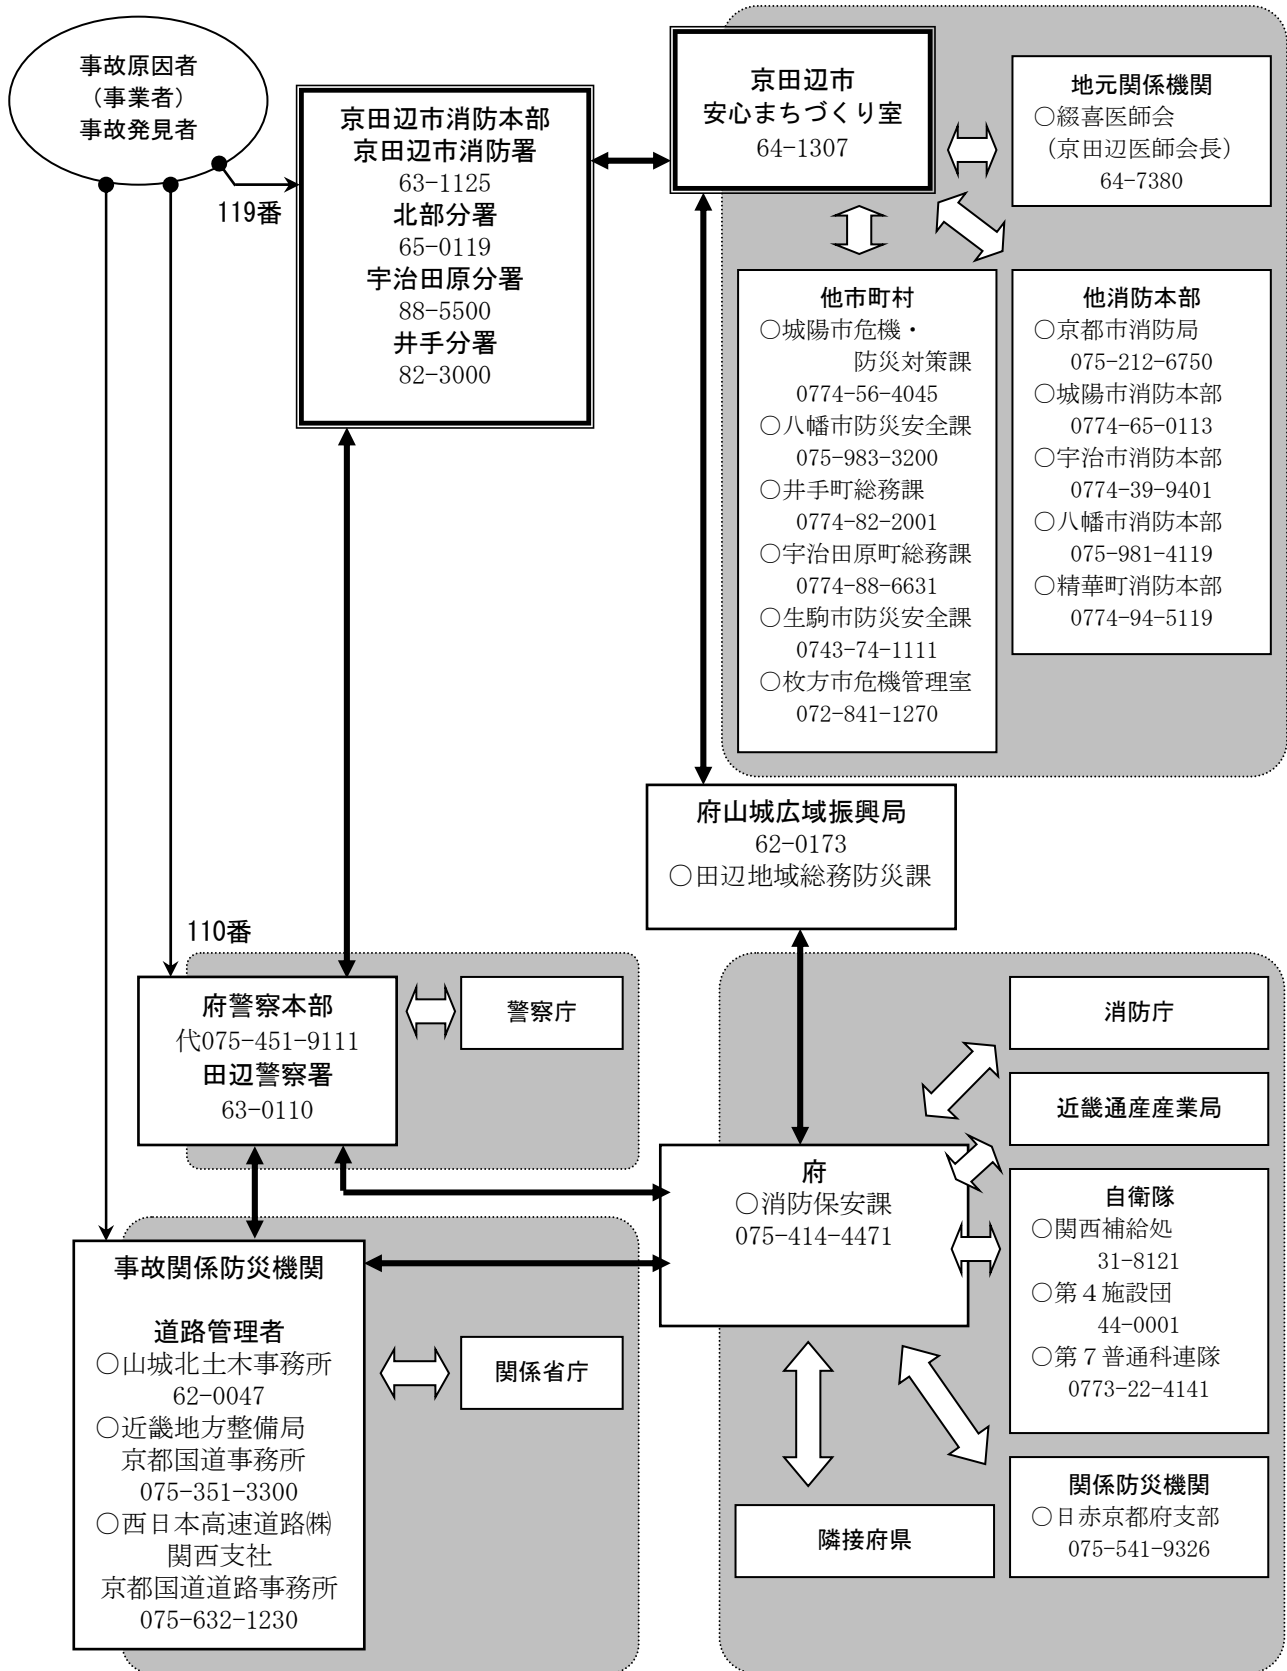 事故原因者
（事業者）
事故発見者
119番
京田辺市消防本部
京田辺市消防署
63-1125
北部分署
65-0119
宇治田原分署
88-5500
井手分署
82-3000
京田辺市
安心まちづくり室
64-1307
地元関係機関
○綴喜医師会
（京田辺医師会長）
64-7380
他市町村
○城陽市危機・
防災対策課
0774-56-4045
○八幡市防災安全課
075-983-3200
○井手町総務課
0774-82-2001
○宇治田原町総務課
0774-88-6631
○生駒市防災安全課
0743-74-1111
○枚方市危機管理室
072-841-1270
他消防本部
○京都市消防局
075-212-6750
○城陽市消防本部
0774-65-0113
○宇治市消防本部
0774-39-9401
○八幡市消防本部
075-981-4119
○精華町消防本部
0774-94-5119
府山城広域振興局
62-0173
○田辺地域総務防災課
110番
府警察本部
代075-451-9111
田辺警察署
63-0110
警察庁
府
○消防保安課
075-414-4471
消防庁
近畿通産産業局
自衛隊
○関西補給処
31-8121
○第４施設団
44-0001
○第７普通科連隊
0773-22-4141
関係防災機関
○日赤京都府支部
075-541-9326
隣接府県
事故関係防災機関
道路管理者
○山城北土木事務所
62-0047
○近畿地方整備局
京都国道事務所
075-351-3300
○西日本高速道路㈱
関西支社
京都国道道路事務所
075-632-1230
関係省庁